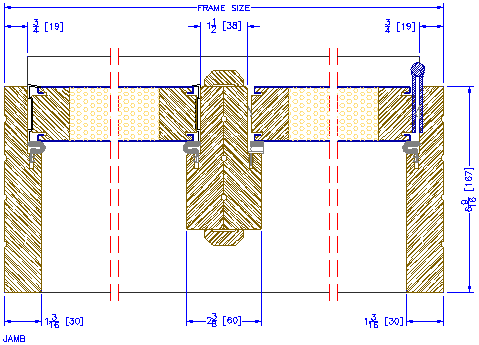 FRAME SIZE
3/4 [19]
1 1/2 [38]
3/4 [19]
6 9/16 [167]
1 3/16 [30]
2 3/8 [60]
1 3/16 [30]
JAMB